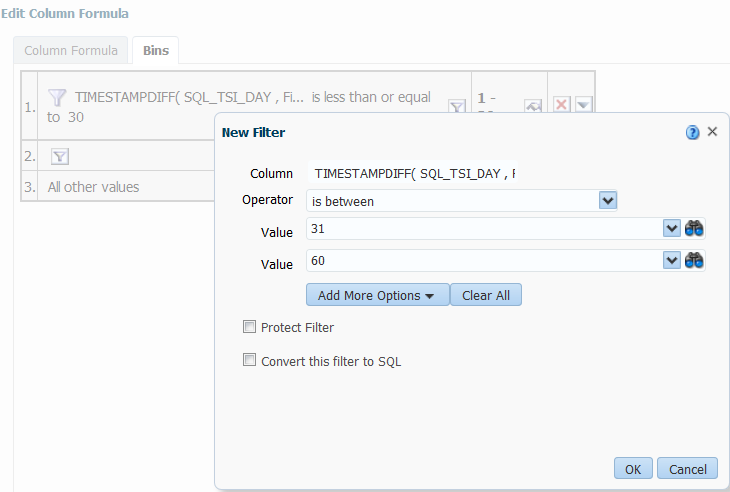 Edit Column Formula
Column Formula Bins
1. TIMESTAMPDIFF( SQL_TSI_DAY , Fi... is less than or equal 1 -
to 30
New Filter
Column TIMESTAMPDIFF( SQL_TSI_DAY , F
2.
3. All other values
Operator is between
Value 31
Value 60
Add More Options Clear All
Protect Filter
Convert this filter to SQL
OK Cancel